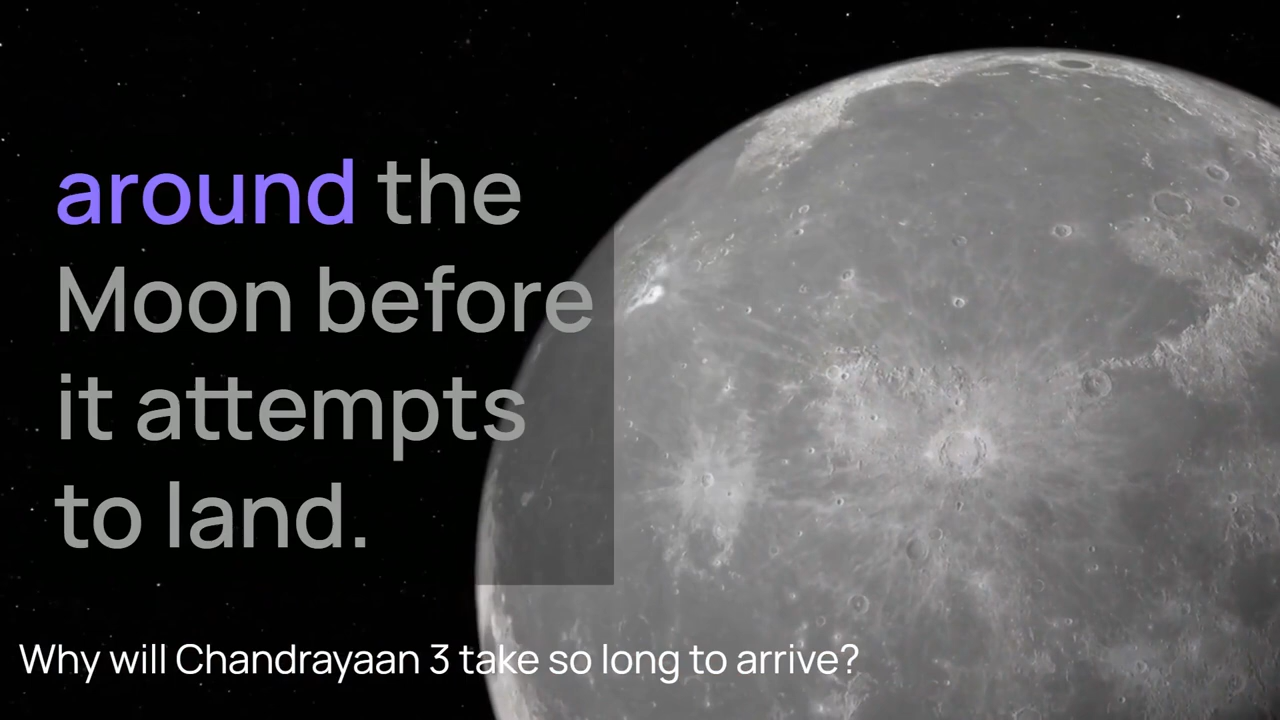 around the
Moon before
it attempts
to land.
Why will Chandrayaan 3 take so long to arrive?